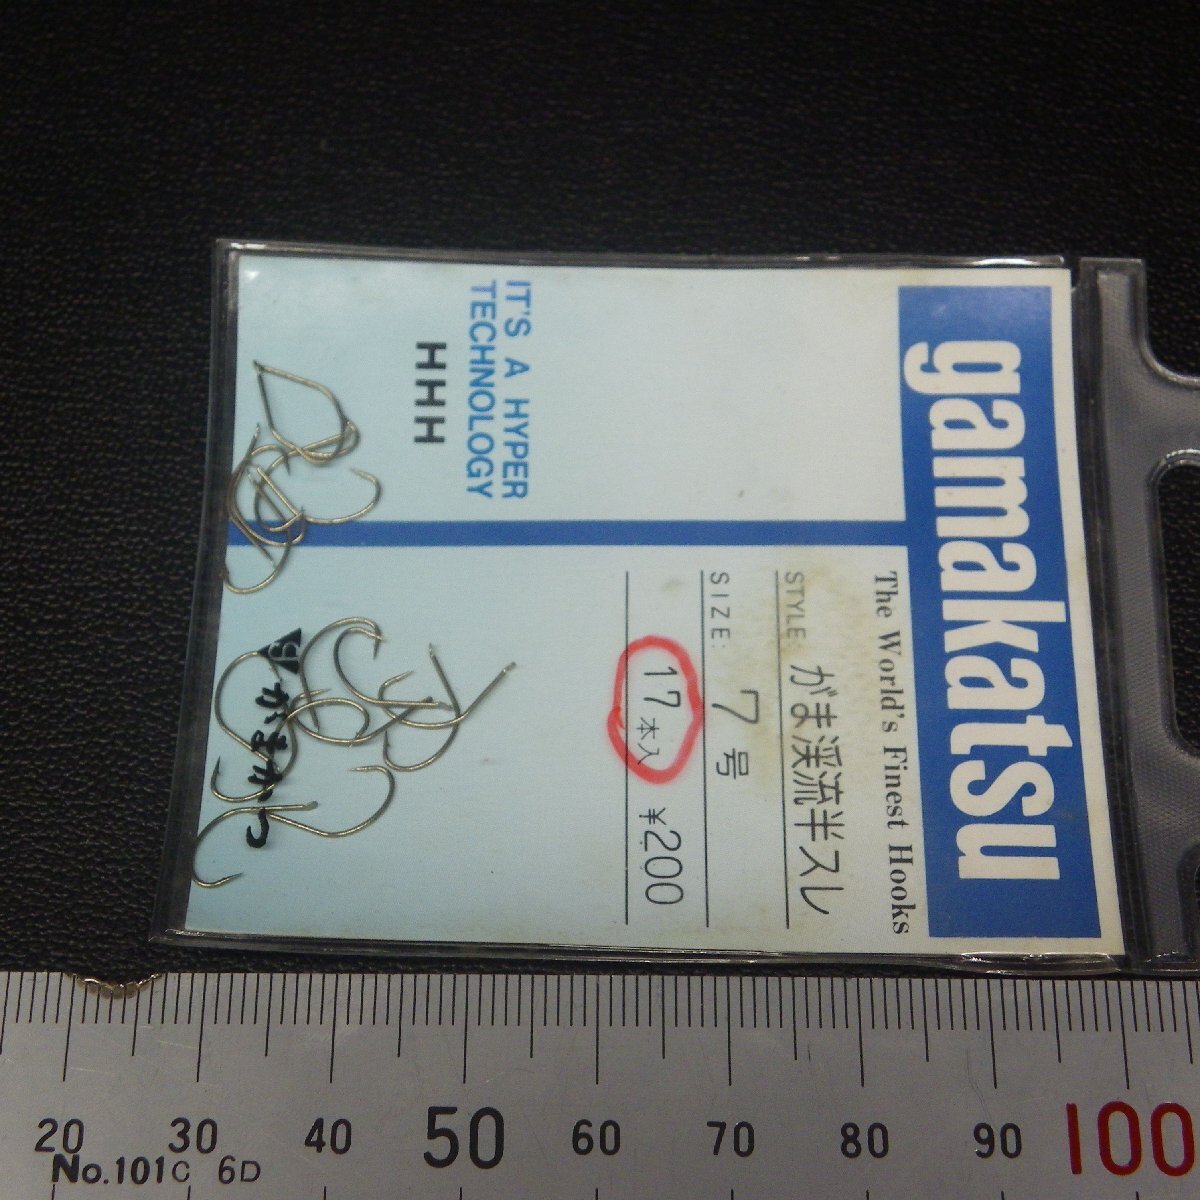 gamakatsu
The World's Finest Hooks
STYLE: がま渓流半スレ
SIZE: 7号
17本入 ¥200
IT'S A HYPER
TECHNOLOGY
HHH
がまかつ
20 30 40 50 60 70 80 90 100
No.101C 6D